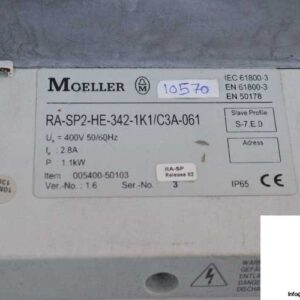 MOELLER
10570
IEC 61800-3
EN 61800-3
EN 50178
RA-SP2-HE-342-1K1/C3A-061
Slave Profile
S-7.E.0
Adress
Ue = 400V 50/60Hz
Ie : 2.8A
P : 1.1kW
Item 005400-50103
Ver.-No.: 1.6 Ser.-No.: 3
RA-SP
Release 02
IP65
WARNING